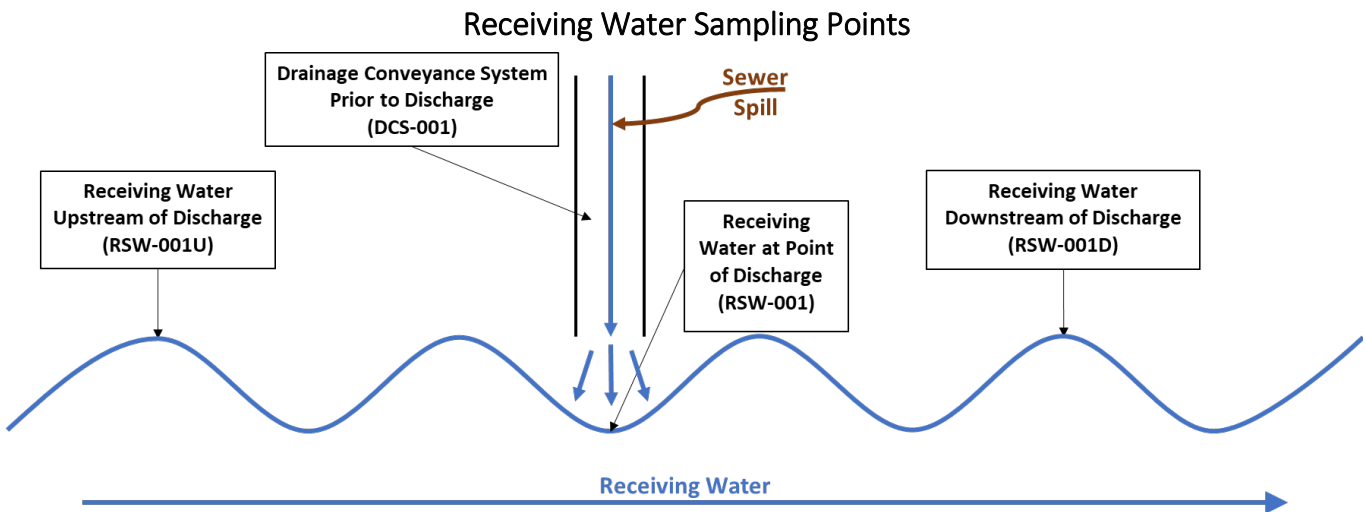 Receiving Water Sampling Points
Drainage Conveyance System
Prior to Discharge
(DCS-001)
Sewer
Spill
Receiving Water
Upstream of Discharge
(RSW-001U)
Receiving
Water at Point
of Discharge
(RSW-001)
Receiving Water
Downstream of Discharge
(RSW-001D)
Receiving Water